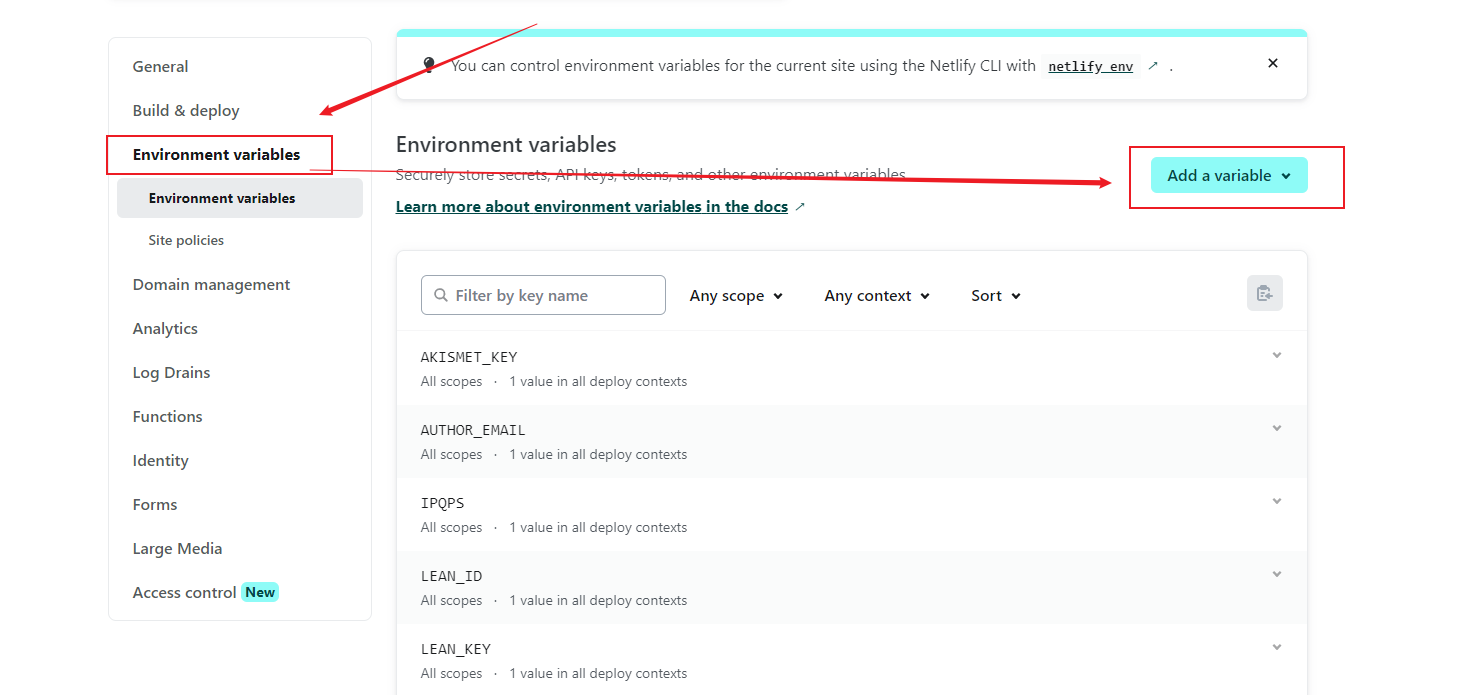 General
Build & deploy
Environment variables
Environment variables
Site policies
Domain management
Analytics
Log Drains
Functions
Identity
Forms
Large Media
Access control New
You can control environment variables for the current site using the Netlify CLI with netlify env ↗ .
Environment variables
Securely store secrets, API keys, tokens, and other environment variables
Learn more about environment variables in the docs ↗
Add a variable
Filter by key name
Any scope
Any context
Sort
AKISMET_KEY
All scopes · 1 value in all deploy contexts
AUTHOR_EMAIL
All scopes · 1 value in all deploy contexts
IPQPS
All scopes · 1 value in all deploy contexts
LEAN_ID
All scopes · 1 value in all deploy contexts
LEAN_KEY
All scopes · 1 value in all deploy contexts